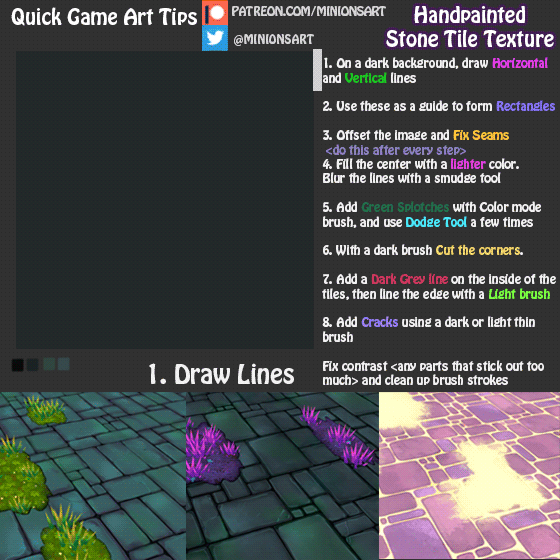 Quick Game Art Tips
PATREON.COM/MINIONSART
@MINIONSART
Handpainted
Stone Tile Texture
1. On a dark background, draw Horizontal
and Vertical lines
2. Use these as a guide to form Rectangles
3. Offset the image and Fix Seams
<do this after every step>
4. Fill the center with a lighter color.
Blur the lines with a smudge tool
5. Add Green Splotches with Color mode
brush, and use Dodge Tool a few times
6. With a dark brush Cut the corners.
7. Add a Dark Grey line on the inside of the
tiles, then line the edge with a Light brush
8. Add Cracks using a dark or light thin
brush
Fix contrast <any parts that stick out too
much> and clean up brush strokes
1. Draw Lines